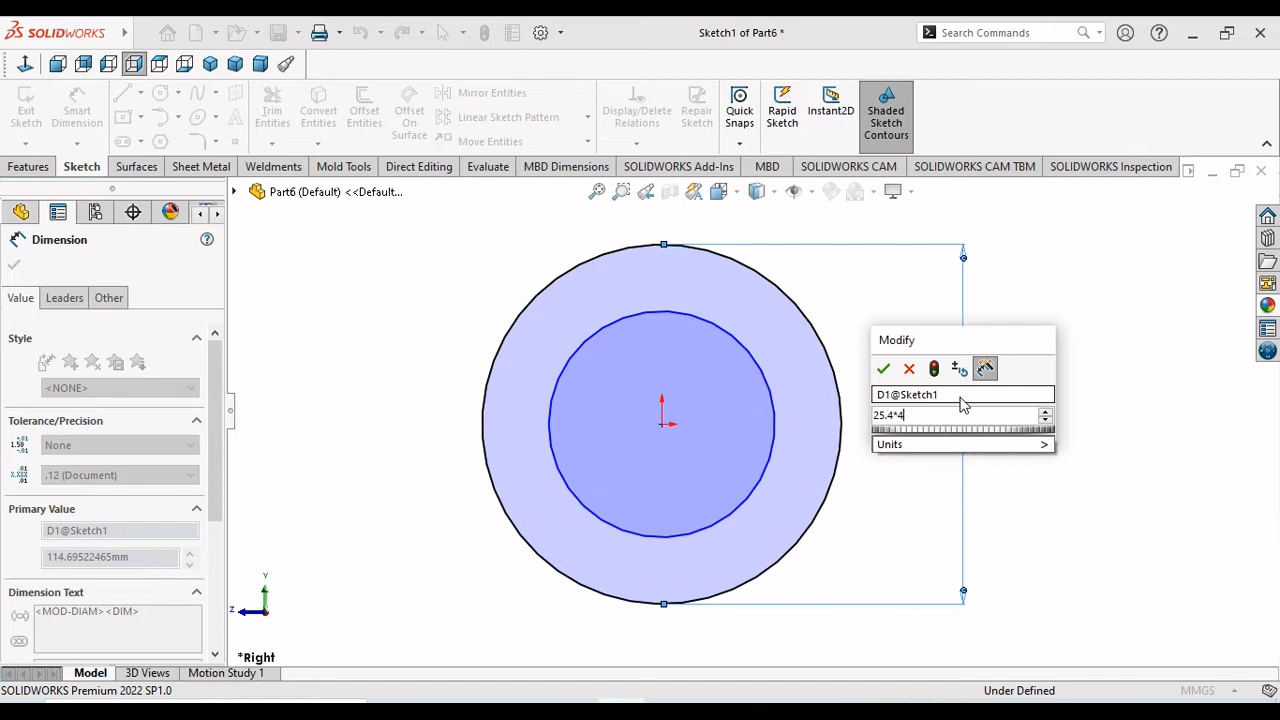 SOLIDWORKS
Sketch1 of Part6 *
Search Commands
Exit Sketch
Smart Dimension
Trim Entities
Convert Entities
Offset Entities
Offset On Surface
Mirror Entities
Linear Sketch Pattern
Move Entities
Display/Delete Relations
Repair Sketch
Quick Snaps
Rapid Sketch
Instant2D
Shaded Sketch Contours
Features
Sketch
Surfaces
Sheet Metal
Weldments
Mold Tools
Direct Editing
Evaluate
MBD Dimensions
SOLIDWORKS Add-Ins
MBD
SOLIDWORKS CAM
SOLIDWORKS CAM TBM
SOLIDWORKS Inspection
Part6 (Default) <<Default...
Dimension
Value
Leaders
Other
Style
<NONE>
Tolerance/Precision
None
.12 (Document)
Primary Value
D1@Sketch1
114.69522465mm
Dimension Text
<MOD-DIAM> <DIM>
Modify
D1@Sketch1
25.4*4
Units >
Y
Z
*Right
Model
3D Views
Motion Study 1
SOLIDWORKS Premium 2022 SP1.0
Under Defined
MMGS